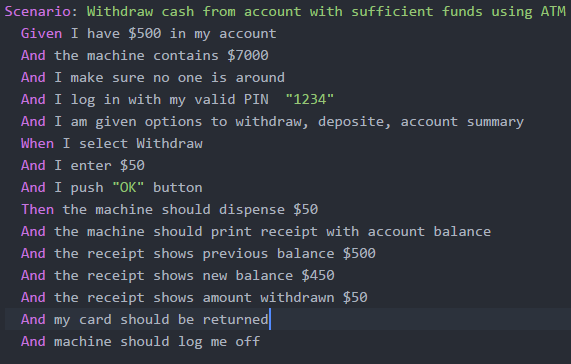 Scenario: Withdraw cash from account with sufficient funds using ATM
Given I have $500 in my account
And the machine contains $7000
And I make sure no one is around
And I log in with my valid PIN  "1234"
And I am given options to withdraw, deposite, account summary
When I select Withdraw
And I enter $50
And I push "OK" button
Then the machine should dispense $50
And the machine should print receipt with account balance
And the receipt shows previous balance $500
And the receipt shows new balance $450
And the receipt shows amount withdrawn $50
And my card should be returned
And machine should log me off